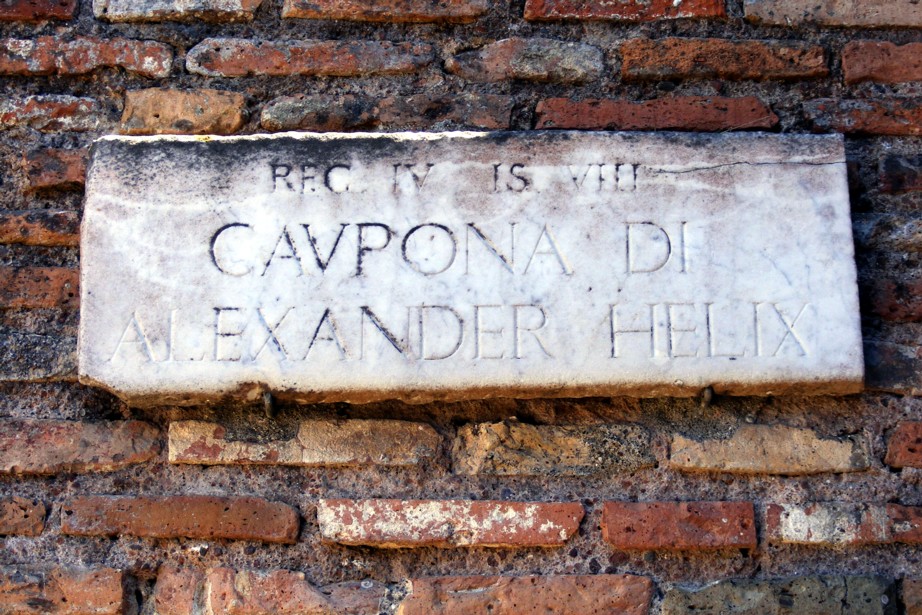 REG IV IS VIII
CAVPONA DI
ALEXANDER HELIX